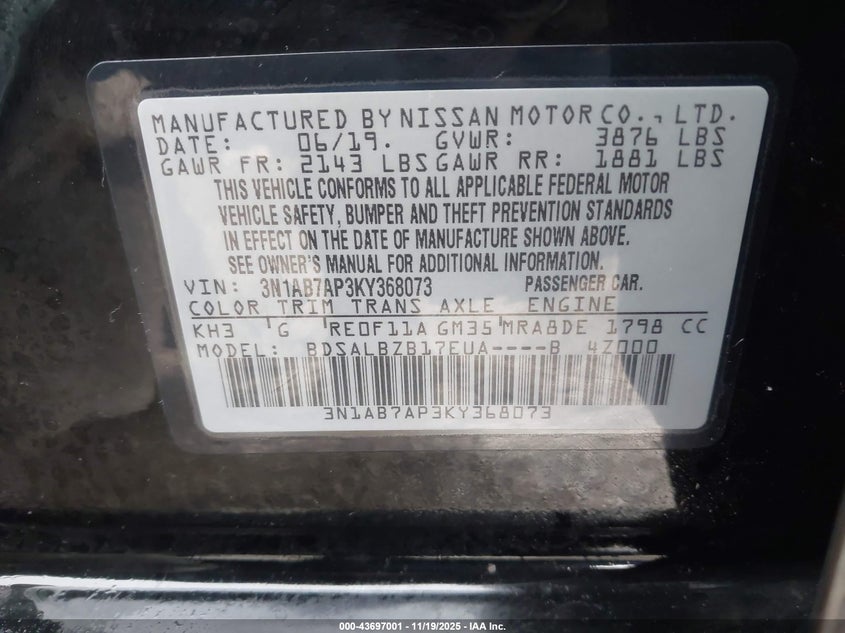 MANUFACTURED BY NISSAN MOTOR CO., LTD.
DATE: 06/19. GVWR: 3876 LBS
GAWR FR: 2143 LBS GAWR RR: 1881 LBS
THIS VEHICLE CONFORMS TO ALL APPLICABLE FEDERAL MOTOR
VEHICLE SAFETY, BUMPER AND THEFT PREVENTION STANDARDS
IN EFFECT ON THE DATE OF MANUFACTURE SHOWN ABOVE.
SEE OWNER'S MANUAL FOR ADDITIONAL INFORMATION.
VIN: 3N1AB7AP3KY368073 PASSENGER CAR.
COLOR TRIM TRANS AXLE ENGINE
KH3 ' G 'RE0F11A GM35'MRA8DE 1798 CC
MODEL: BDSALBZB17EUA----B 4Z000
3N1AB7AP3KY368073
000-43697001 | 11/19/2025 - IAA Inc.